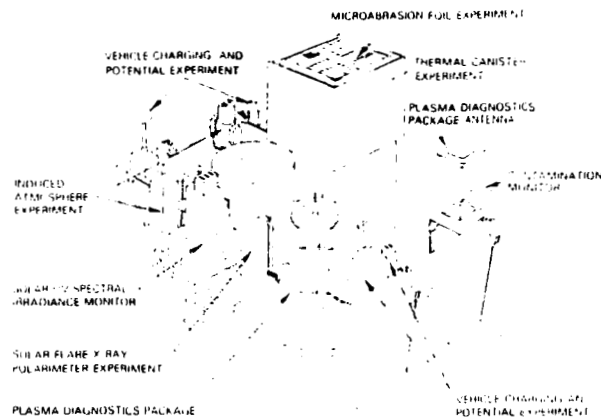 MICROABRASION FOIL EXPERIMENT
VEHICLE CHARGING AND
POTENTIAL EXPERIMENT
THERMAL CANISTER
EXPERIMENT
PLASMA DIAGNOSTICS
PACKAGE ANTENNA
CONTAMINATION
MONITOR
INDUCED
ATMOSPHERE
EXPERIMENT
SOLAR UV SPECTRAL
IRRADIANCE MONITOR
SOLAR FLARE X RAY
POLARIMETER EXPERIMENT
VEHICLE CHARGING AND
POTENTIAL EXPERIMENT
PLASMA DIAGNOSTICS PACKAGE